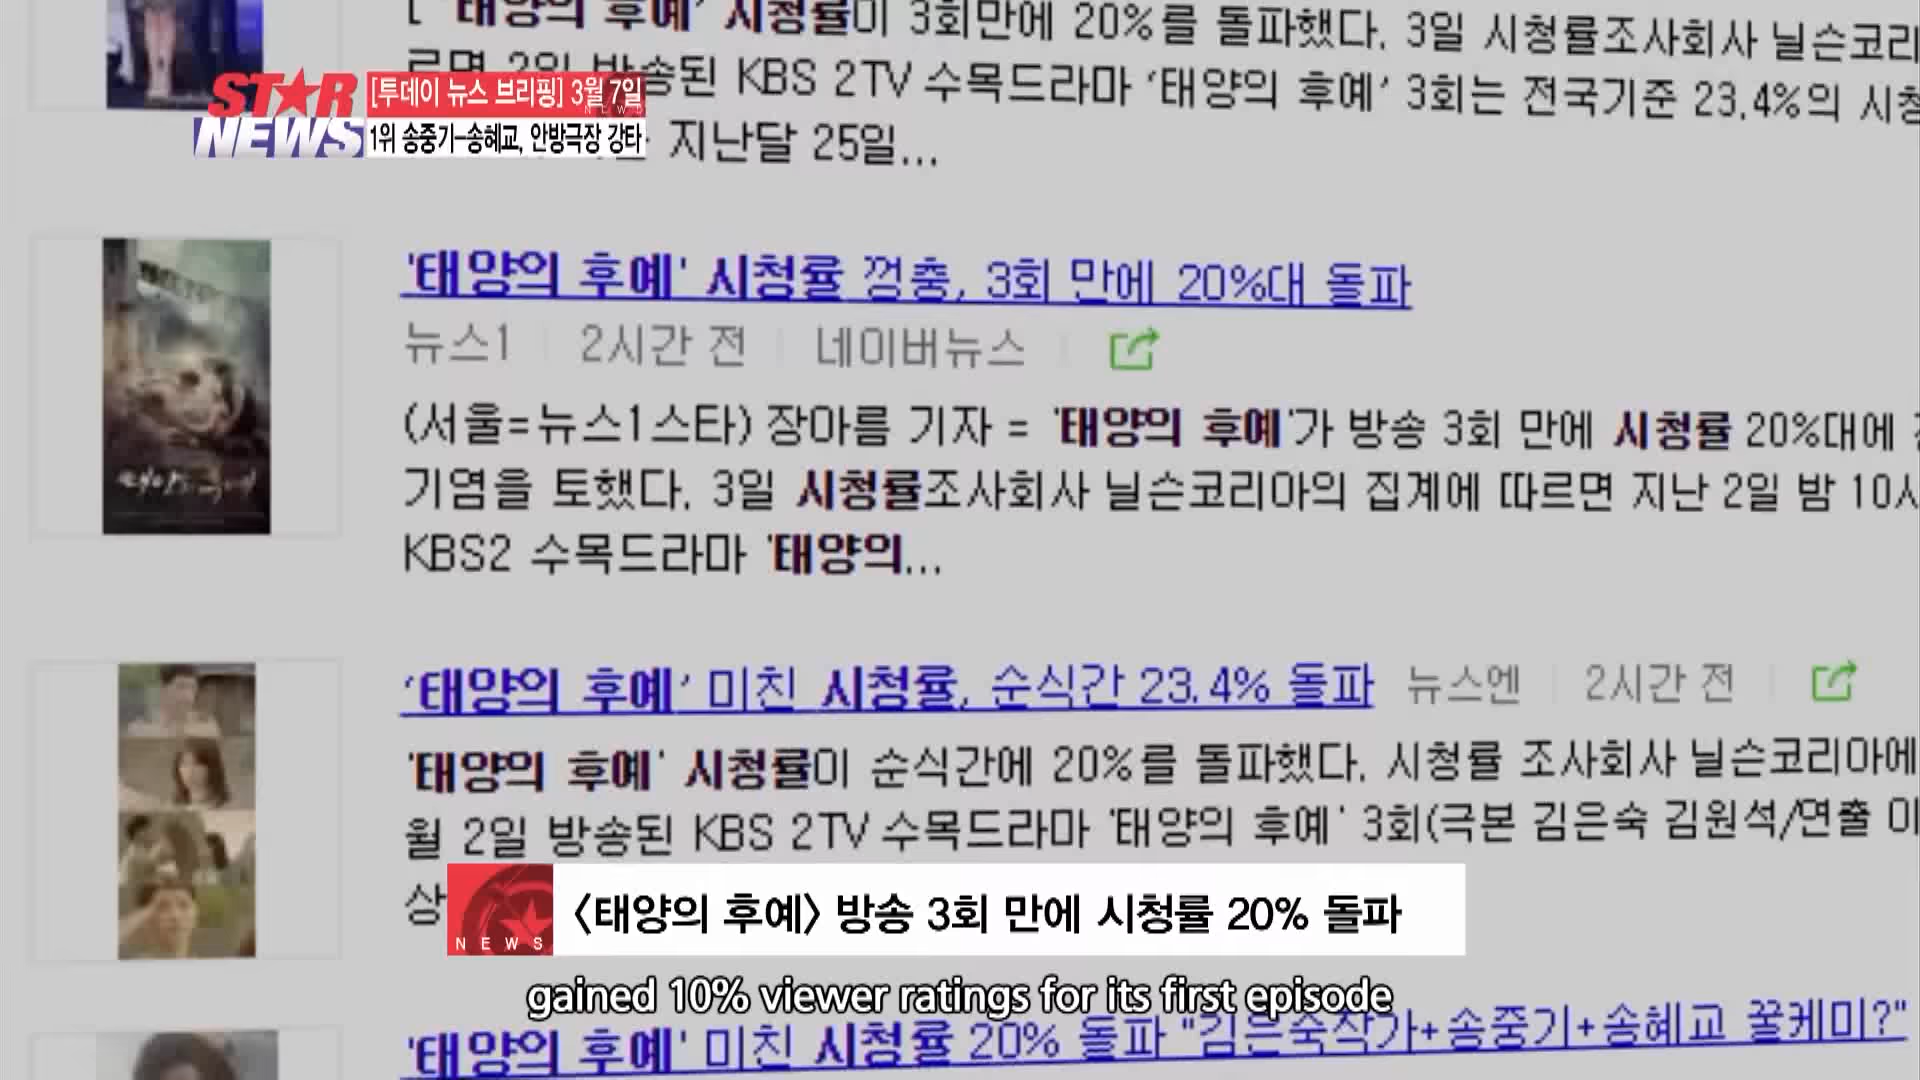 [ '태양의 후예' 시청률이 3회만에 20%를 돌파했다. 3일 시청률조사회사 닐슨코리
르면 2일 방송된 KBS 2TV 수목드라마 '태양의 후예' 3회는 전국기준 23.4%의 시청
STAR NEWS
[투데이 뉴스 브리핑] 3월 7일
1위 송중기-송혜교, 안방극장 강타
지난달 25일...
'태양의 후예' 시청률 껑충, 3회 만에 20%대 돌파
뉴스1 2시간 전 네이버뉴스
(서울=뉴스1스타) 장아름 기자 = '태양의 후예'가 방송 3회 만에 시청률 20%대에
기염을 토했다. 3일 시청률조사회사 닐슨코리아의 집계에 따르면 지난 2일 밤 10시
KBS2 수목드라마 '태양의...
'태양의 후예' 미친 시청률, 순식간 23.4% 돌파 뉴스엔 2시간 전
'태양의 후예' 시청률이 순식간에 20%를 돌파했다. 시청률 조사회사 닐슨코리아에
월 2일 방송된 KBS 2TV 수목드라마 '태양의 후예' 3회(극본 김은숙 김원석/연출 이
상
NEWS
<태양의 후예> 방송 3회 만에 시청률 20% 돌파
gained 10% viewer ratings for its first episode
'태양의 후예' 미친 시청률 20% 돌파 "김은숙작가+송중기+송혜교 꿀케미?"